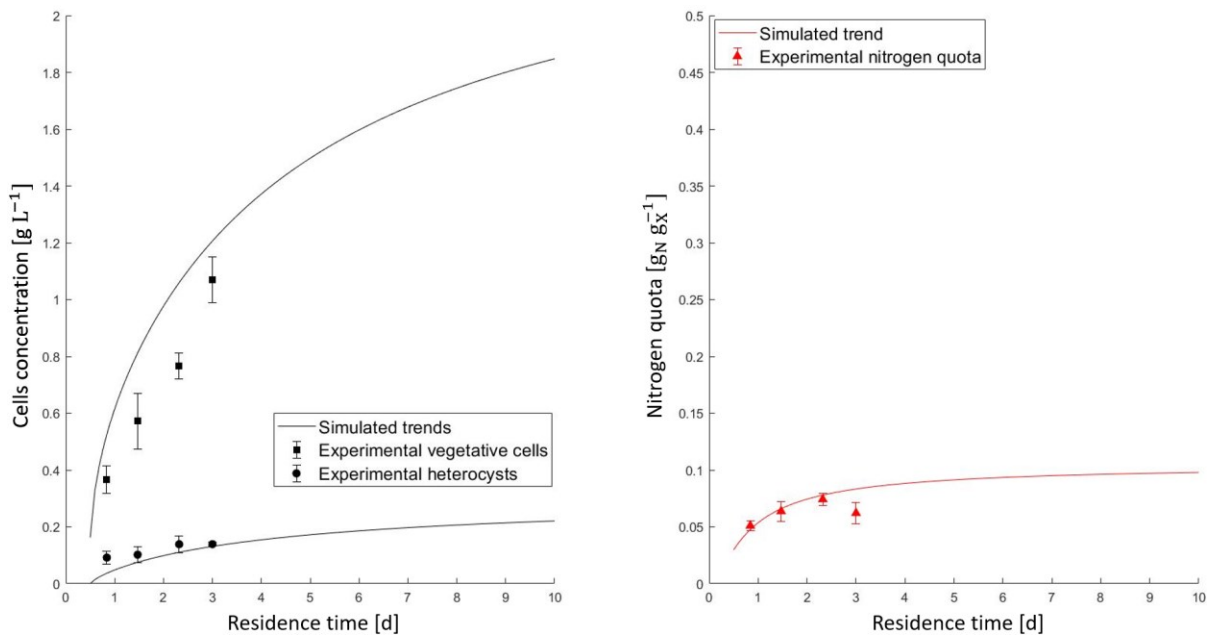 2
1.8
1.6
1.4
1.2
1
0.8
0.6
0.4
0.2
0
Cells concentration [g L⁻¹]
Simulated trends
Experimental vegetative cells
Experimental heterocysts
0 1 2 3 4 5 6 7 8 9 10
Residence time [d]
0.5
0.45
0.4
0.35
0.3
0.25
0.2
0.15
0.1
0.05
0
Nitrogen quota [g_N gx⁻¹]
Simulated trend
Experimental nitrogen quota
0 1 2 3 4 5 6 7 8 9 10
Residence time [d]